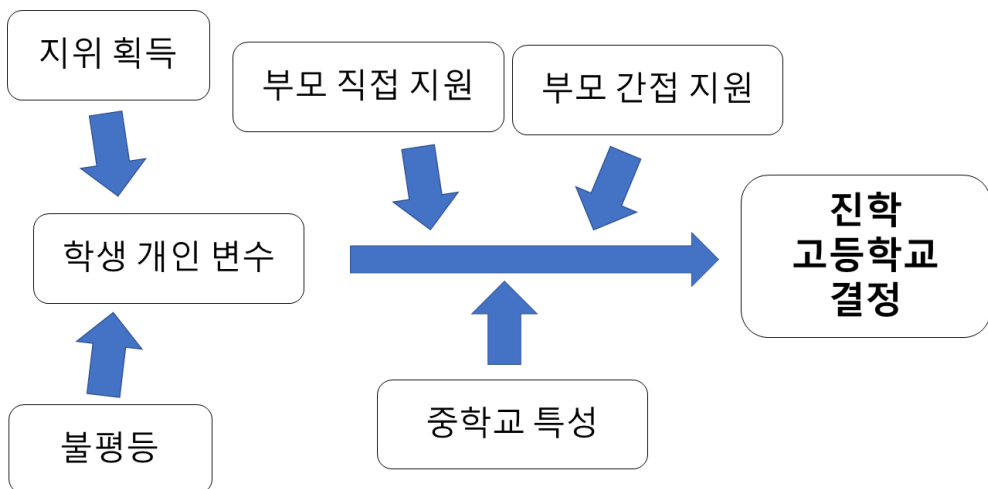 지위 획득
부모 직접 지원
부모 간접 지원
학생 개인 변수
진학
고등학교
결정
중학교 특성
불평등